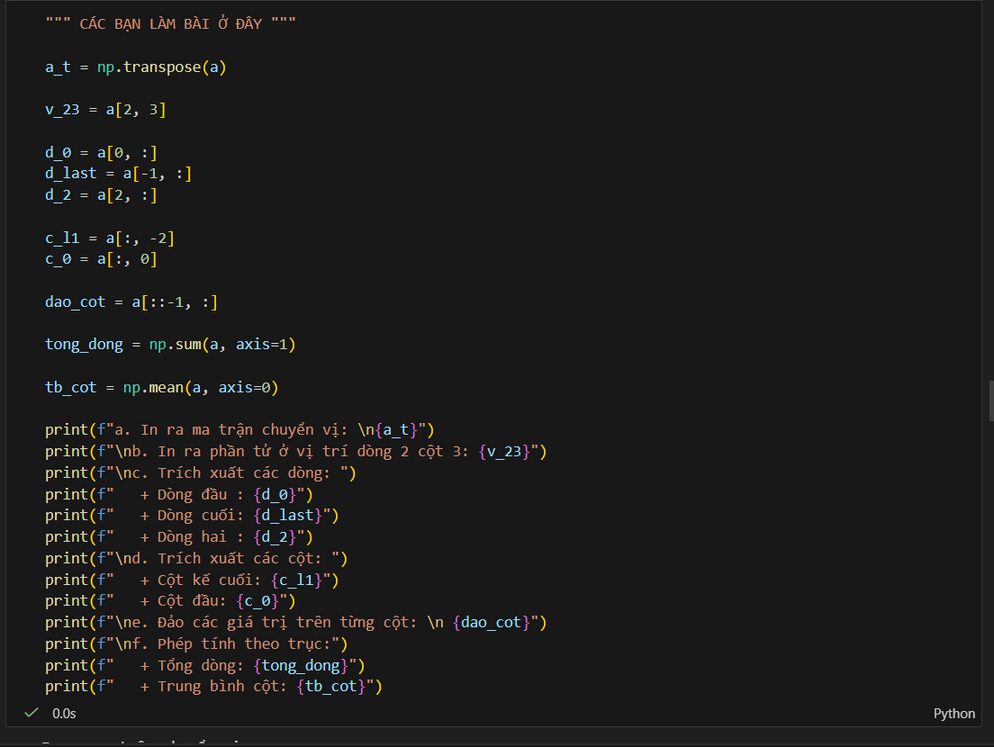 """ CÁC BẠN LÀM BÀI Ở ĐÂY """
a_t = np.transpose(a)
v_23 = a[2, 3]
d_0 = a[0, :]
d_last = a[-1, :]
d_2 = a[2, :]
c_l1 = a[:, -2]
c_0 = a[:, 0]
dao_cot = a[::-1, :]
tong_dong = np.sum(a, axis=1)
tb_cot = np.mean(a, axis=0)
print(f"a. In ra ma trận chuyển vị: \n{a_t}")
print(f"\nb. In ra phần tử ở vị trí dòng 2 cột 3: {v_23}")
print(f"\nc. Trích xuất các dòng: ")
print(f"   + Dòng đầu : {d_0}")
print(f"   + Dòng cuối: {d_last}")
print(f"   + Dòng hai : {d_2}")
print(f"\nd. Trích xuất các cột: ")
print(f"   + Cột kế cuối: {c_l1}")
print(f"   + Cột đầu: {c_0}")
print(f"\ne. Đảo các giá trị trên từng cột: \n {dao_cot}")
print(f"\nf. Phép tính theo trục:")
print(f"   + Tổng dòng: {tong_dong}")
print(f"   + Trung bình cột: {tb_cot}")
0.0s Python